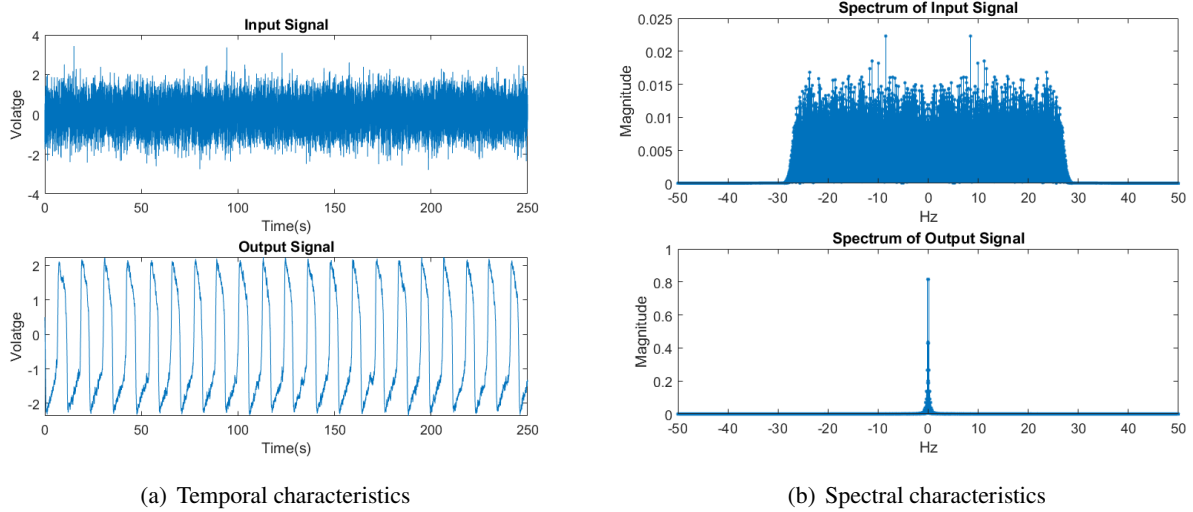 Input Signal
4
2
0
-2
-4
Volatge
0 50 100 150 200 250
Time(s)
Output Signal
2
1
0
-1
-2
Volatge
0 50 100 150 200 250
Time(s)
(a) Temporal characteristics
Spectrum of Input Signal
0.025
0.02
0.015
0.01
0.005
0
Magnitude
-50 -40 -30 -20 -10 0 10 20 30 40 50
Hz
Spectrum of Output Signal
1
0.8
0.6
0.4
0.2
0
Magnitude
-50 -40 -30 -20 -10 0 10 20 30 40 50
Hz
(b) Spectral characteristics